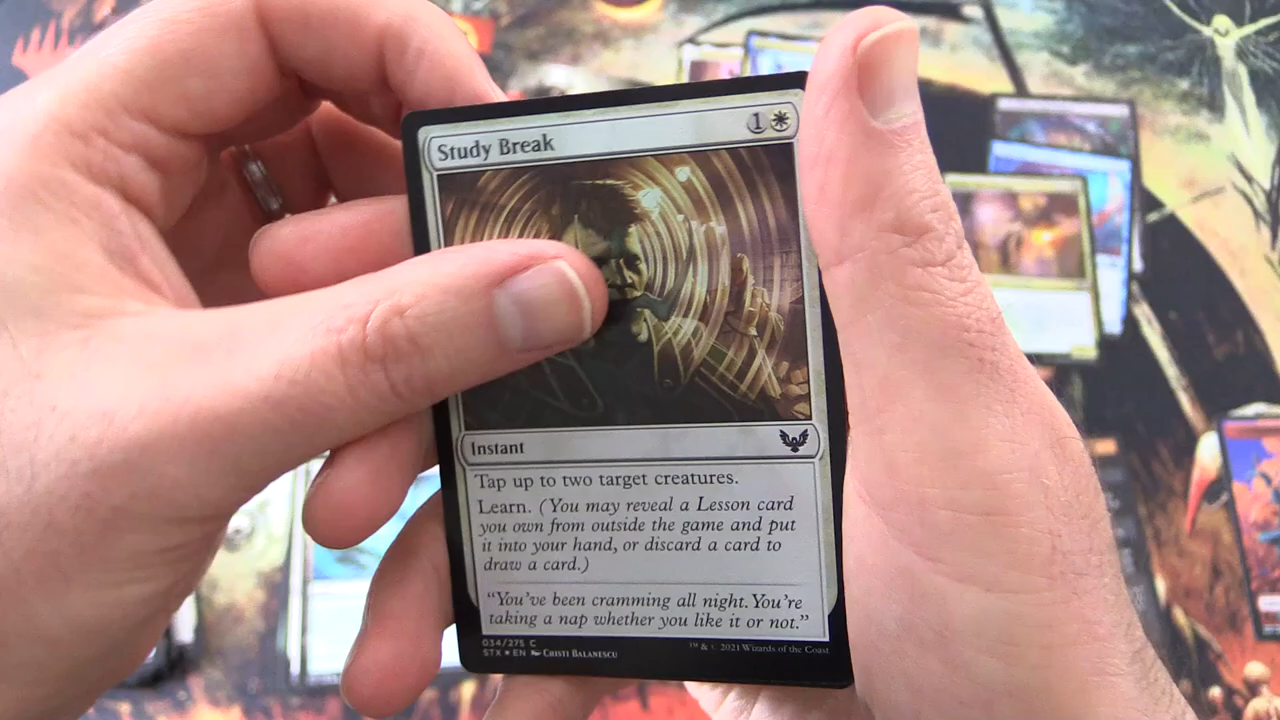 Study Break 1
Instant
Tap up to two target creatures.
Learn. (You may reveal a Lesson card
you own from outside the game and put
it into your hand, or discard a card to
draw a card.)
“You’ve been cramming all night. You’re
taking a nap whether you like it or not.”
034/275 C
STX ★ EN Cristi Balanescu
™ & © 2021 Wizards of the Coast